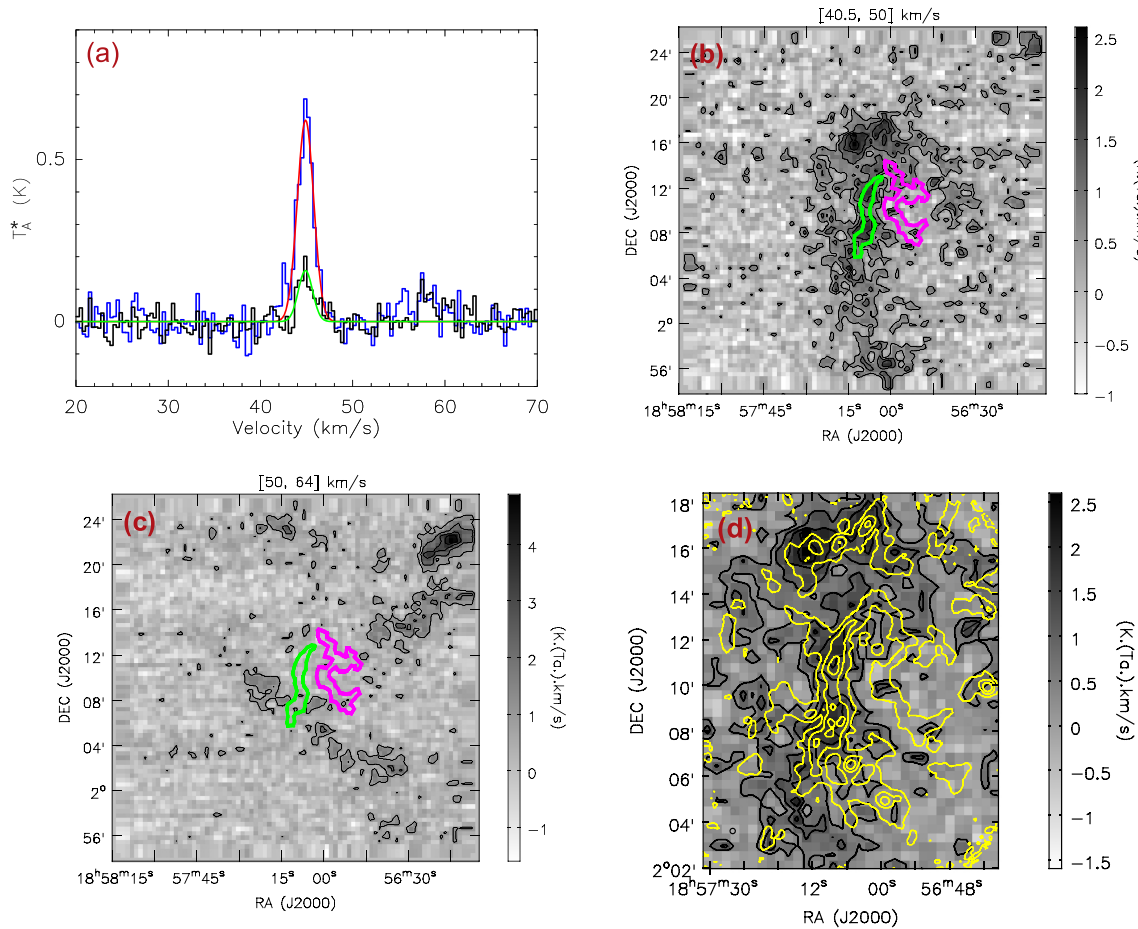 (a)
0.5
0
T*A (K)
20 30 40 50 60 70
Velocity (km/s)
[40.5, 50] km/s
(b)
24'
20'
16'
12'
08'
04'
2°
56'
DEC (J2000)
18ʰ58ᵐ15ˢ 57ᵐ45ˢ 15ˢ 00ˢ 56ᵐ30ˢ
RA (J2000)
2.5
2
1.5
1
0.5
0
−0.5
−1
[50, 64] km/s
(c)
24'
20'
16'
12'
08'
04'
2°
56'
DEC (J2000)
18ʰ58ᵐ15ˢ 57ᵐ45ˢ 15ˢ 00ˢ 56ᵐ30ˢ
RA (J2000)
4
3
2
1
0
−1
(K.(Ta.).km/s)
(d)
18'
16'
14'
12'
10'
08'
06'
04'
2°02'
DEC (J2000)
18ʰ57ᵐ30ˢ 12ˢ 00ˢ 56ᵐ48ˢ
RA (J2000)
2.5
2
1.5
1
0.5
0
−0.5
−1
−1.5
(K.(Ta.).km/s)